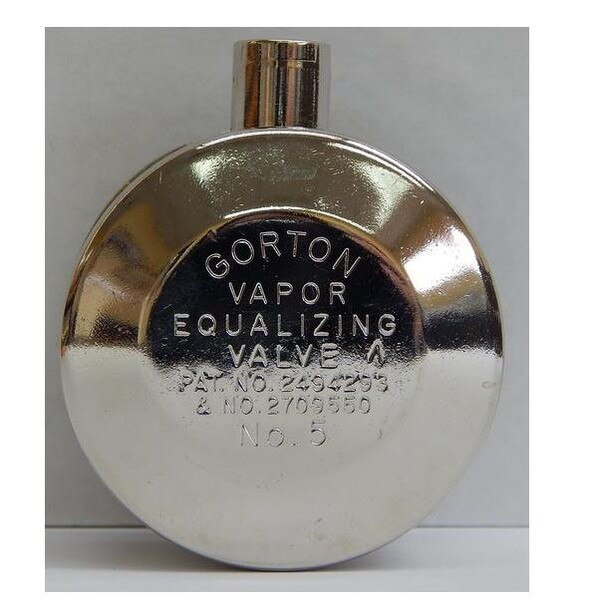 GORTON
VAPOR
EQUALIZING
VALVE Λ
PAT. NO. 2494293
& NO. 2709550
No. 5